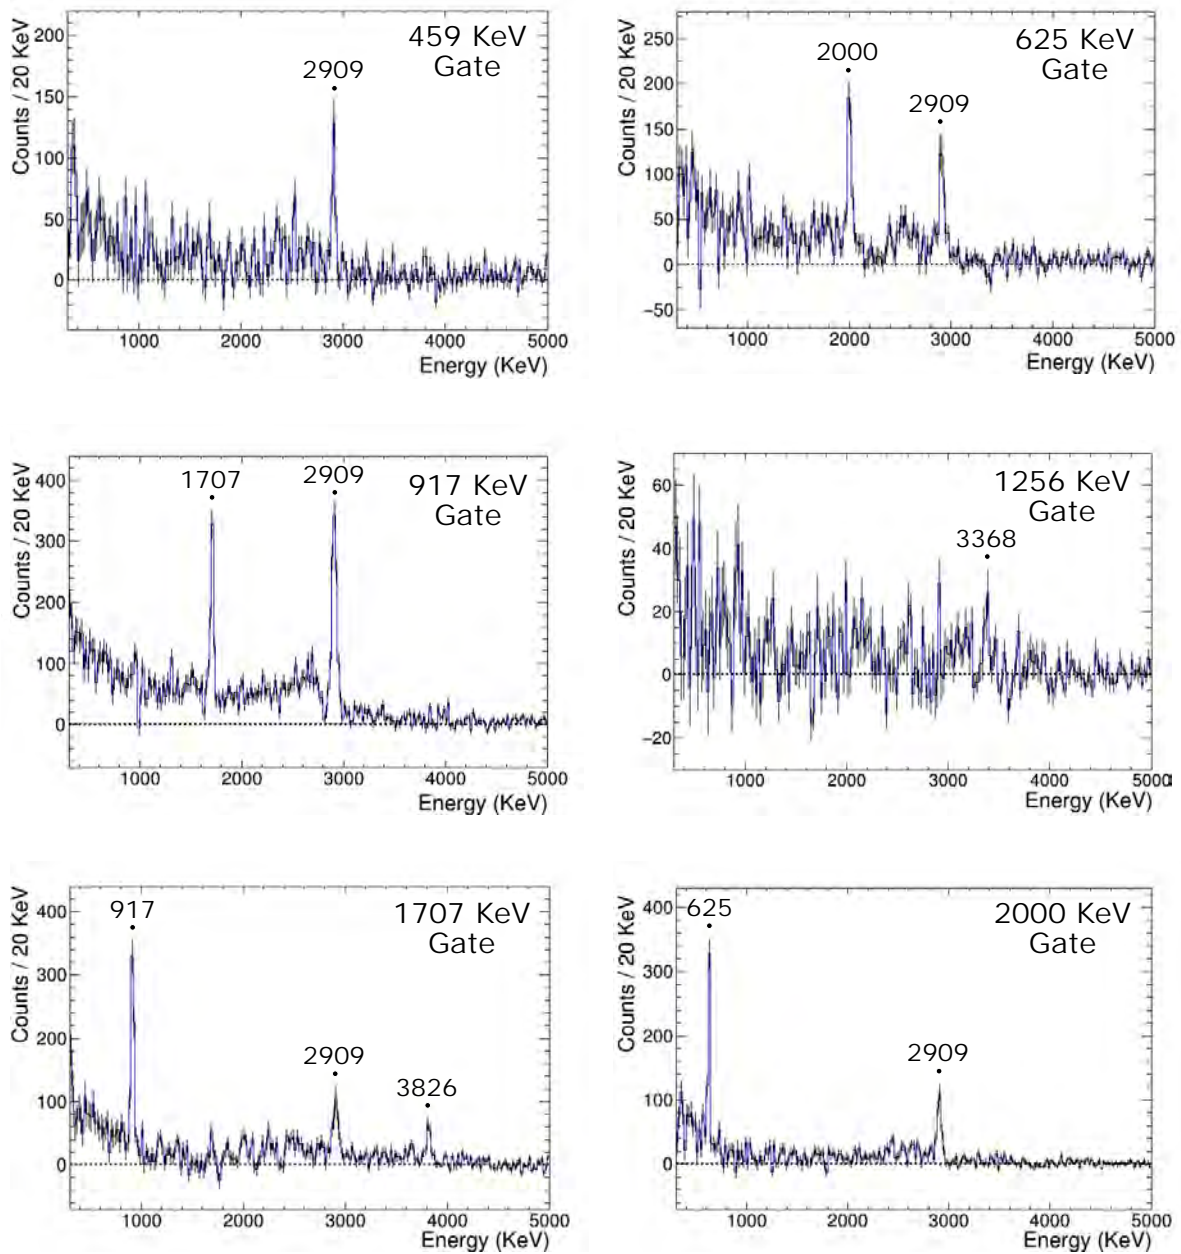 459 KeV
Gate
2909
200
150
100
50
0
Counts / 20 KeV
1000 2000 3000 4000 5000
Energy (KeV)
625 KeV
Gate
2000
2909
250
200
150
100
50
0
−50
Counts / 20 KeV
1000 2000 3000 4000 5000
Energy (KeV)
917 KeV
Gate
1707
2909
400
300
200
100
0
Counts / 20 KeV
1000 2000 3000 4000 5000
Energy (KeV)
1256 KeV
Gate
3368
60
40
20
0
−20
Counts / 20 KeV
1000 2000 3000 4000 5000
Energy (KeV)
1707 KeV
Gate
917
2909
3826
400
300
200
100
0
Counts / 20 KeV
1000 2000 3000 4000 5000
Energy (KeV)
2000 KeV
Gate
625
2909
400
300
200
100
0
Counts / 20 KeV
1000 2000 3000 4000 5000
Energy (KeV)